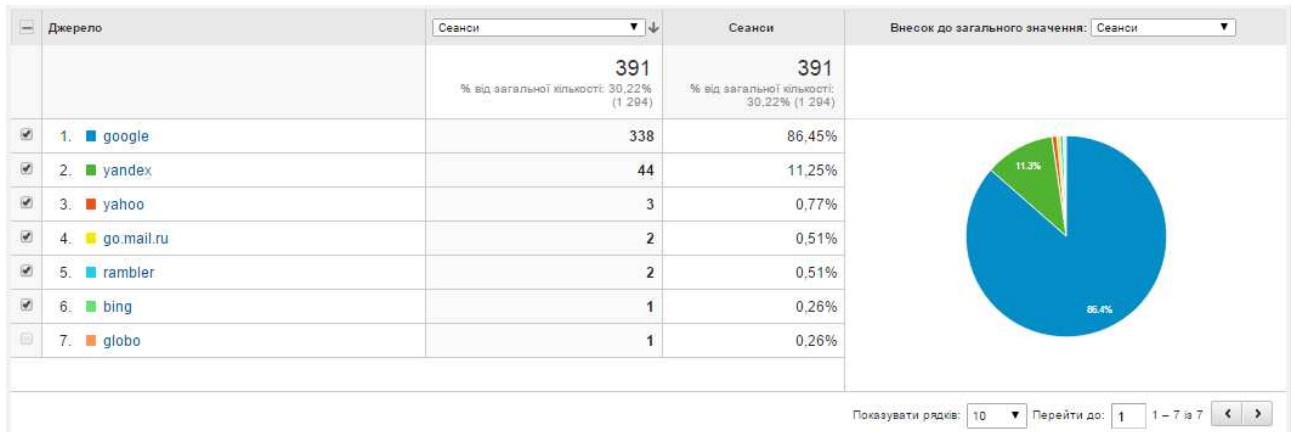 Джерело Сеанси Сеанси Внесок до загального значення: Сеанси
391 391
% від загальної кількості: 30,22% % від загальної кількості:
(1 294) 30,22% (1 294)
1. google 338 86,45%
2. yandex 44 11,25%
3. yahoo 3 0,77%
4. go.mail.ru 2 0,51%
5. rambler 2 0,51%
6. bing 1 0,26%
7. globo 1 0,26%
11.3%
86.4%
Показувати рядків: 10 Перейти до: 1 1 – 7 із 7